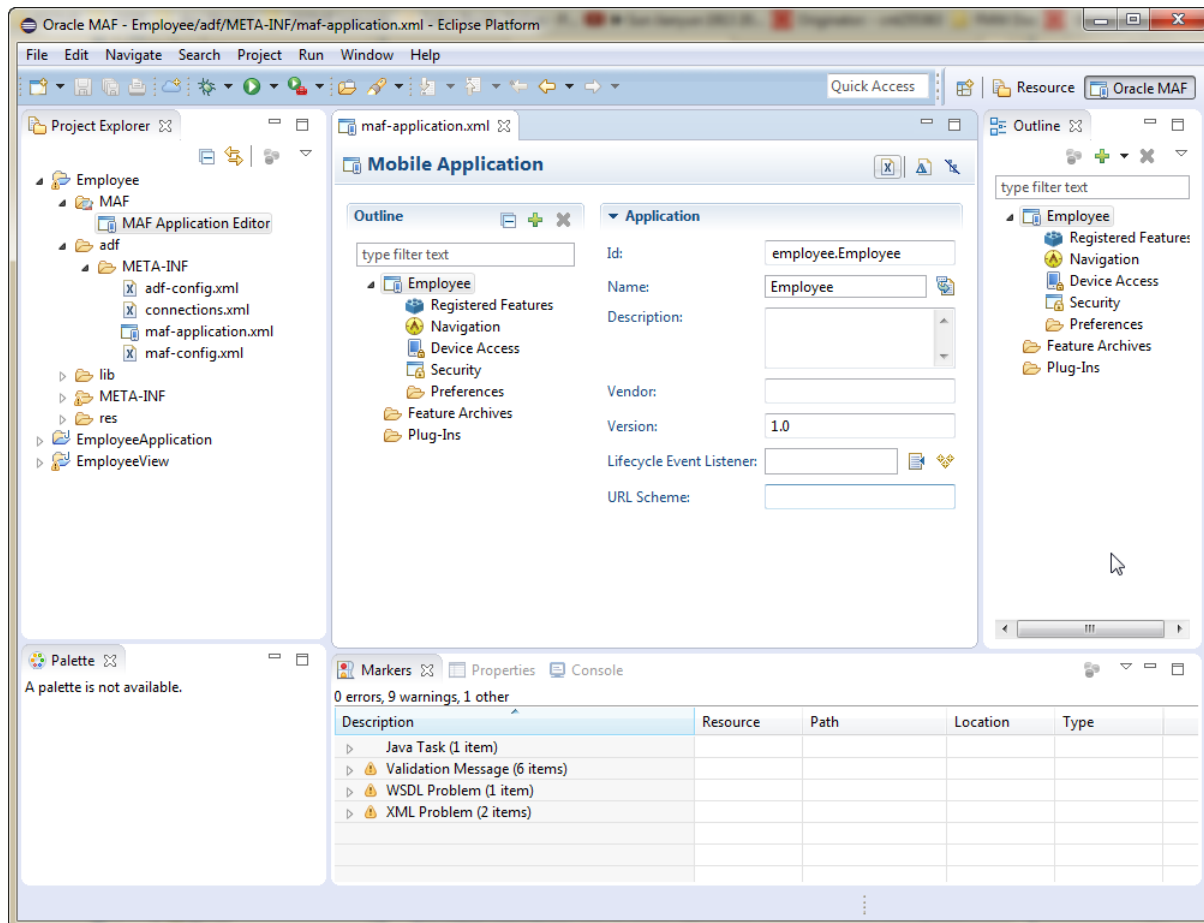 Oracle MAF - Employee/adf/META-INF/maf-application.xml - Eclipse Platform
File Edit Navigate Search Project Run Window Help
Quick Access
Resource
Oracle MAF
Project Explorer
Employee
MAF
MAF Application Editor
adf
META-INF
adf-config.xml
connections.xml
maf-application.xml
maf-config.xml
lib
META-INF
res
EmployeeApplication
EmployeeView
maf-application.xml
Mobile Application
Outline
type filter text
Employee
Registered Features
Navigation
Device Access
Security
Preferences
Feature Archives
Plug-Ins
Application
Id: employee.Employee
Name: Employee
Description:
Vendor:
Version: 1.0
Lifecycle Event Listener:
URL Scheme:
Outline
type filter text
Employee
Registered Features
Navigation
Device Access
Security
Preferences
Feature Archives
Plug-Ins
Palette
A palette is not available.
Markers Properties Console
0 errors, 9 warnings, 1 other
Description Resource Path Location Type
Java Task (1 item)
Validation Message (6 items)
WSDL Problem (1 item)
XML Problem (2 items)